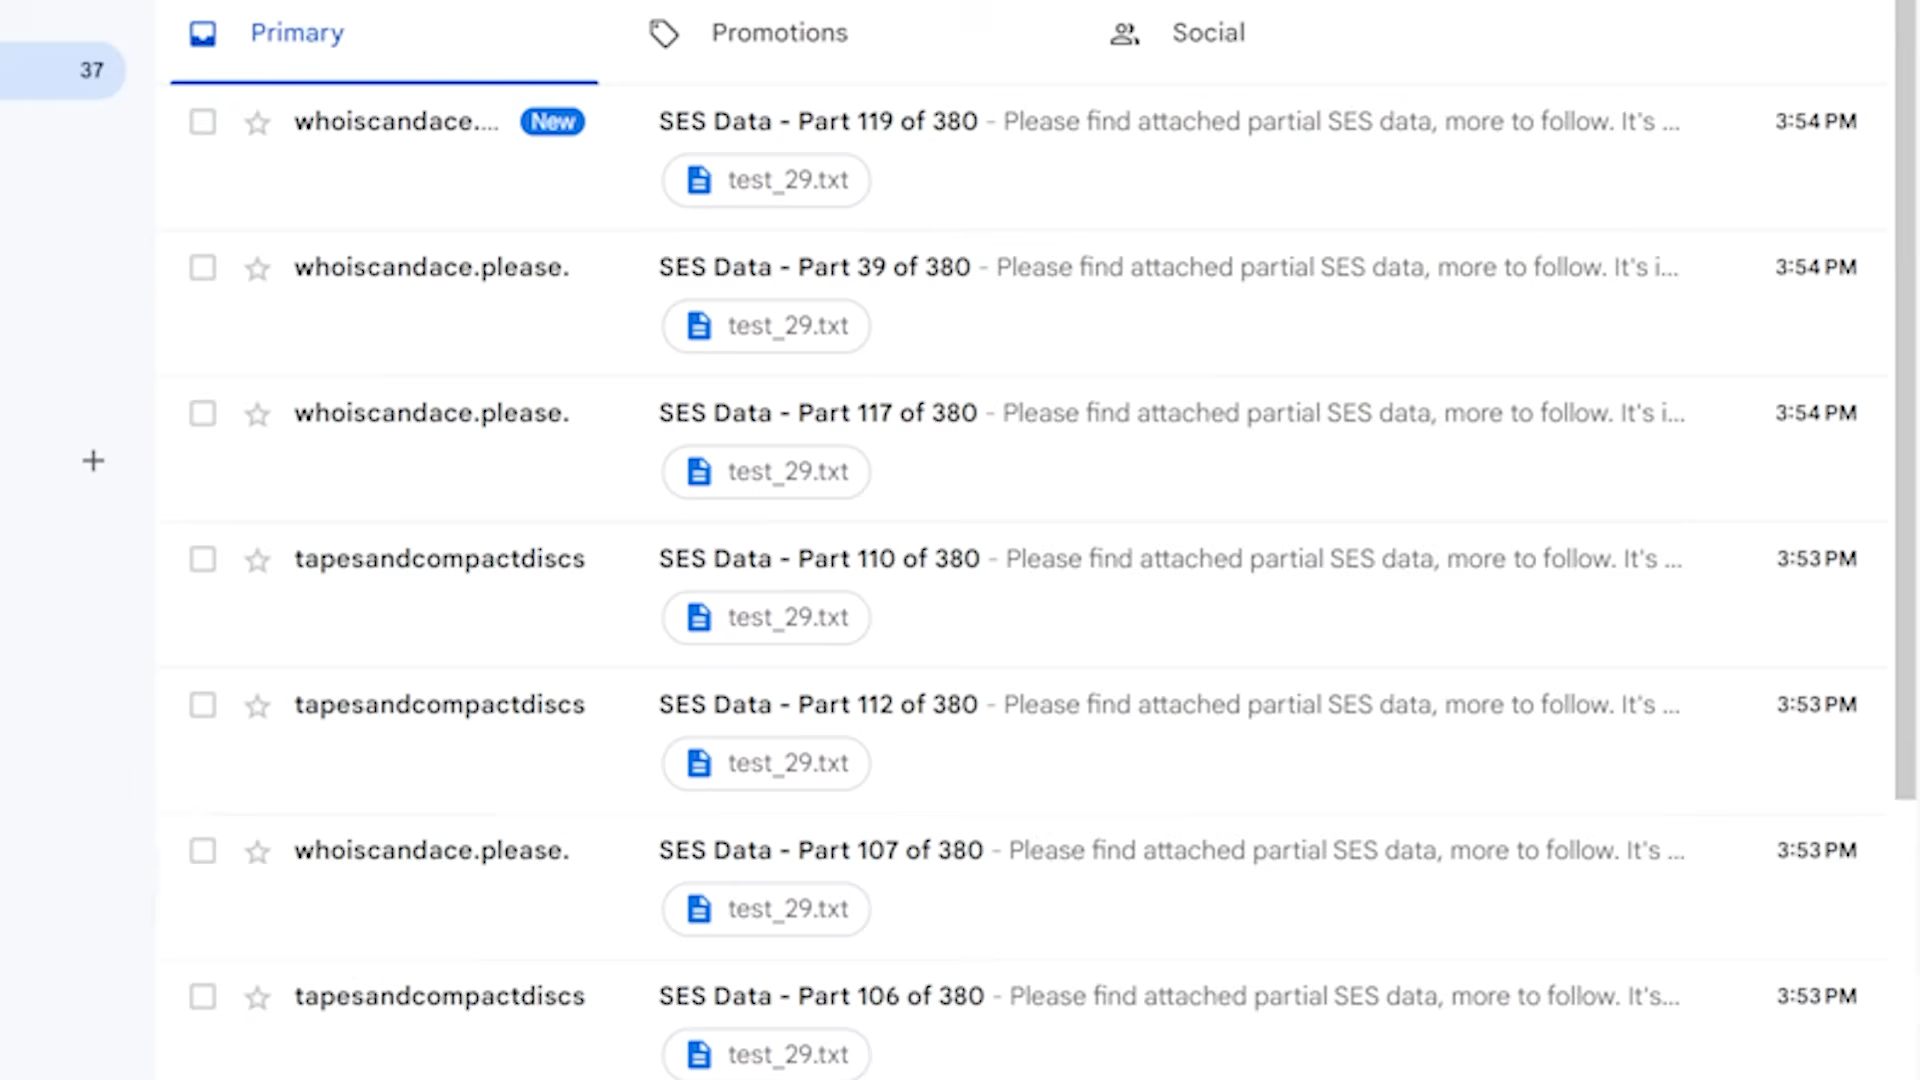 Primary
Promotions
Social
37
whoiscandace.... New SES Data - Part 119 of 380 - Please find attached partial SES data, more to follow. It's ... 3:54 PM
test_29.txt
whoiscandace.please. SES Data - Part 39 of 380 - Please find attached partial SES data, more to follow. It's i... 3:54 PM
test_29.txt
whoiscandace.please. SES Data - Part 117 of 380 - Please find attached partial SES data, more to follow. It's i... 3:54 PM
test_29.txt
tapesandcompactdiscs SES Data - Part 110 of 380 - Please find attached partial SES data, more to follow. It's ... 3:53 PM
test_29.txt
tapesandcompactdiscs SES Data - Part 112 of 380 - Please find attached partial SES data, more to follow. It's ... 3:53 PM
test_29.txt
whoiscandace.please. SES Data - Part 107 of 380 - Please find attached partial SES data, more to follow. It's ... 3:53 PM
test_29.txt
tapesandcompactdiscs SES Data - Part 106 of 380 - Please find attached partial SES data, more to follow. It's... 3:53 PM
test_29.txt